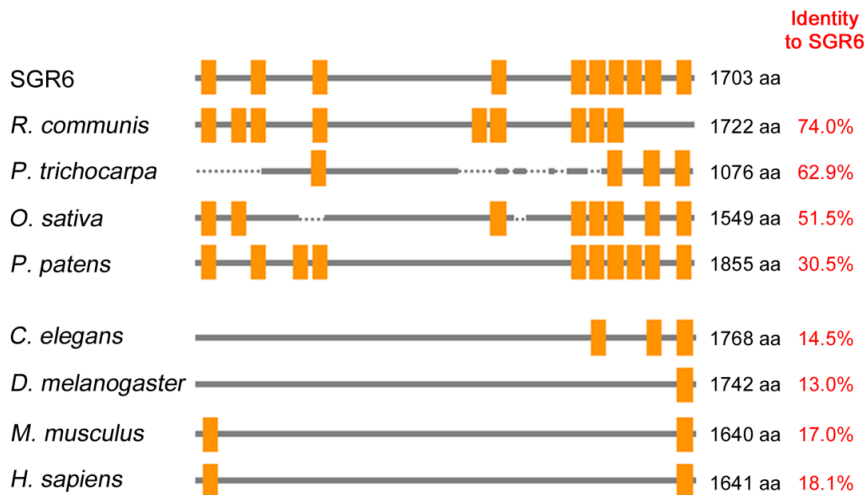 Identity
to SGR6
SGR6 1703 aa
R. communis 1722 aa 74.0%
P. trichocarpa 1076 aa 62.9%
O. sativa 1549 aa 51.5%
P. patens 1855 aa 30.5%
C. elegans 1768 aa 14.5%
D. melanogaster 1742 aa 13.0%
M. musculus 1640 aa 17.0%
H. sapiens 1641 aa 18.1%